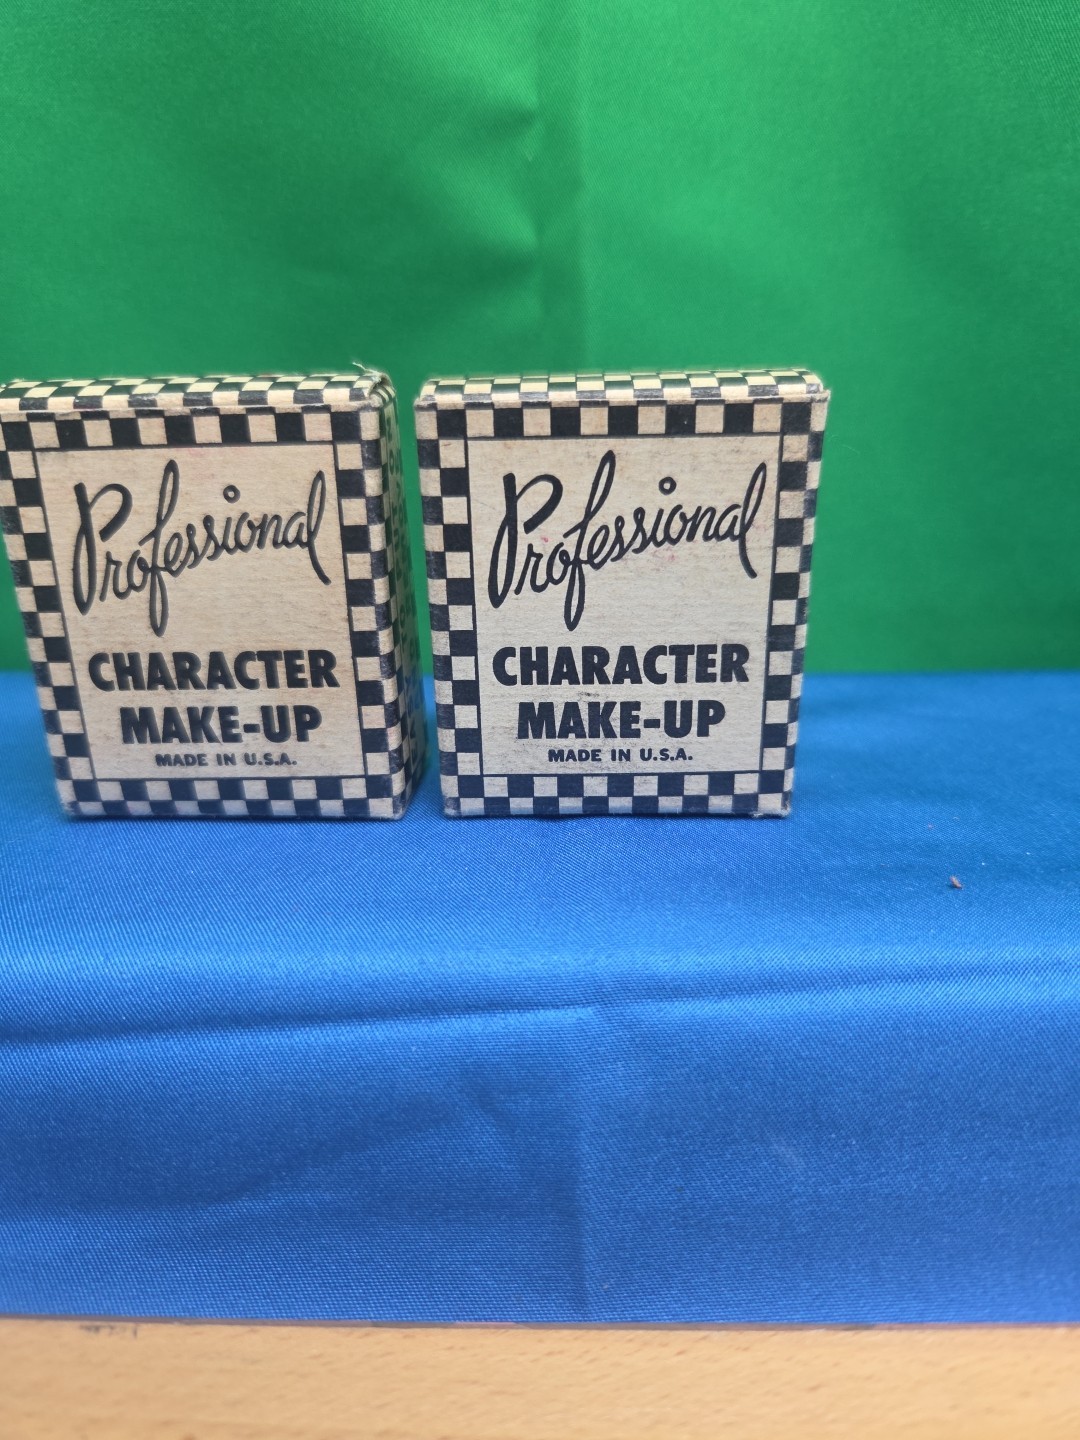 Professional
CHARACTER
MAKE-UP
MADE IN U.S.A.
Professional
CHARACTER
MAKE-UP
MADE IN U.S.A.